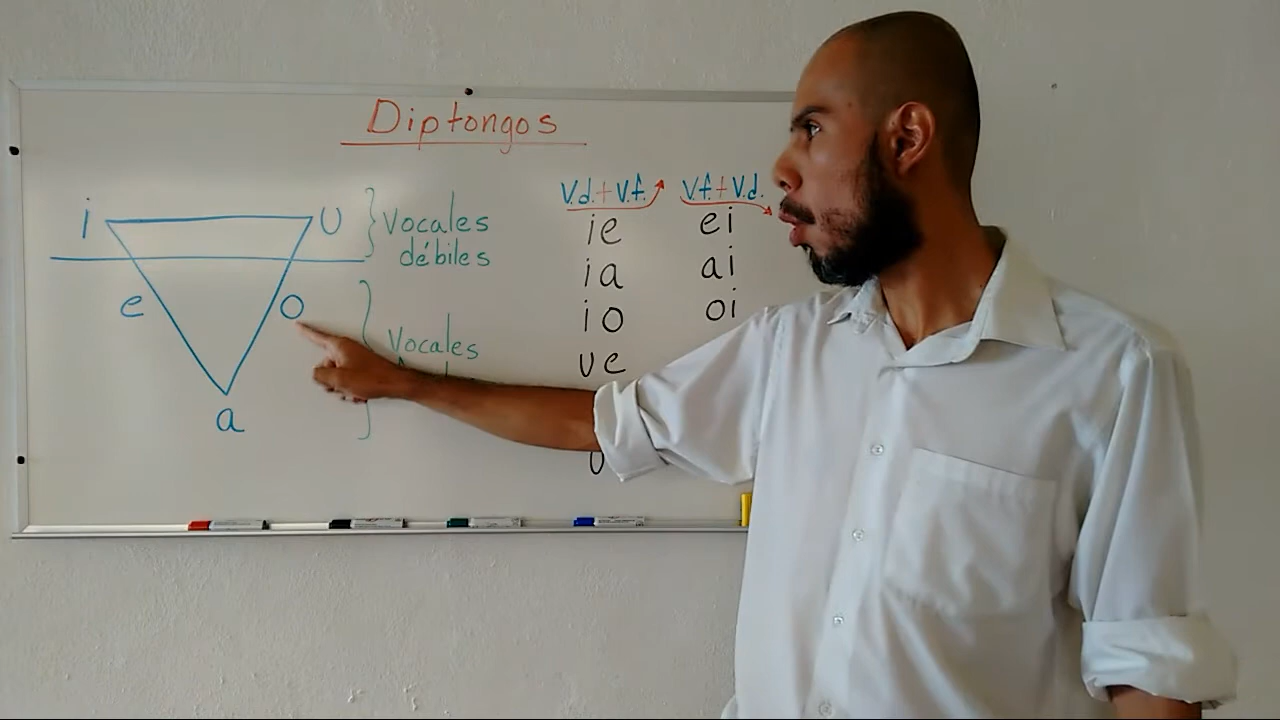 Diptongos
i u
e o
a
Vocales
débiles
Vocales
V.d.+V.f.
ie
ia
io
ue
V.f.+V.d.
ei
ai
oi